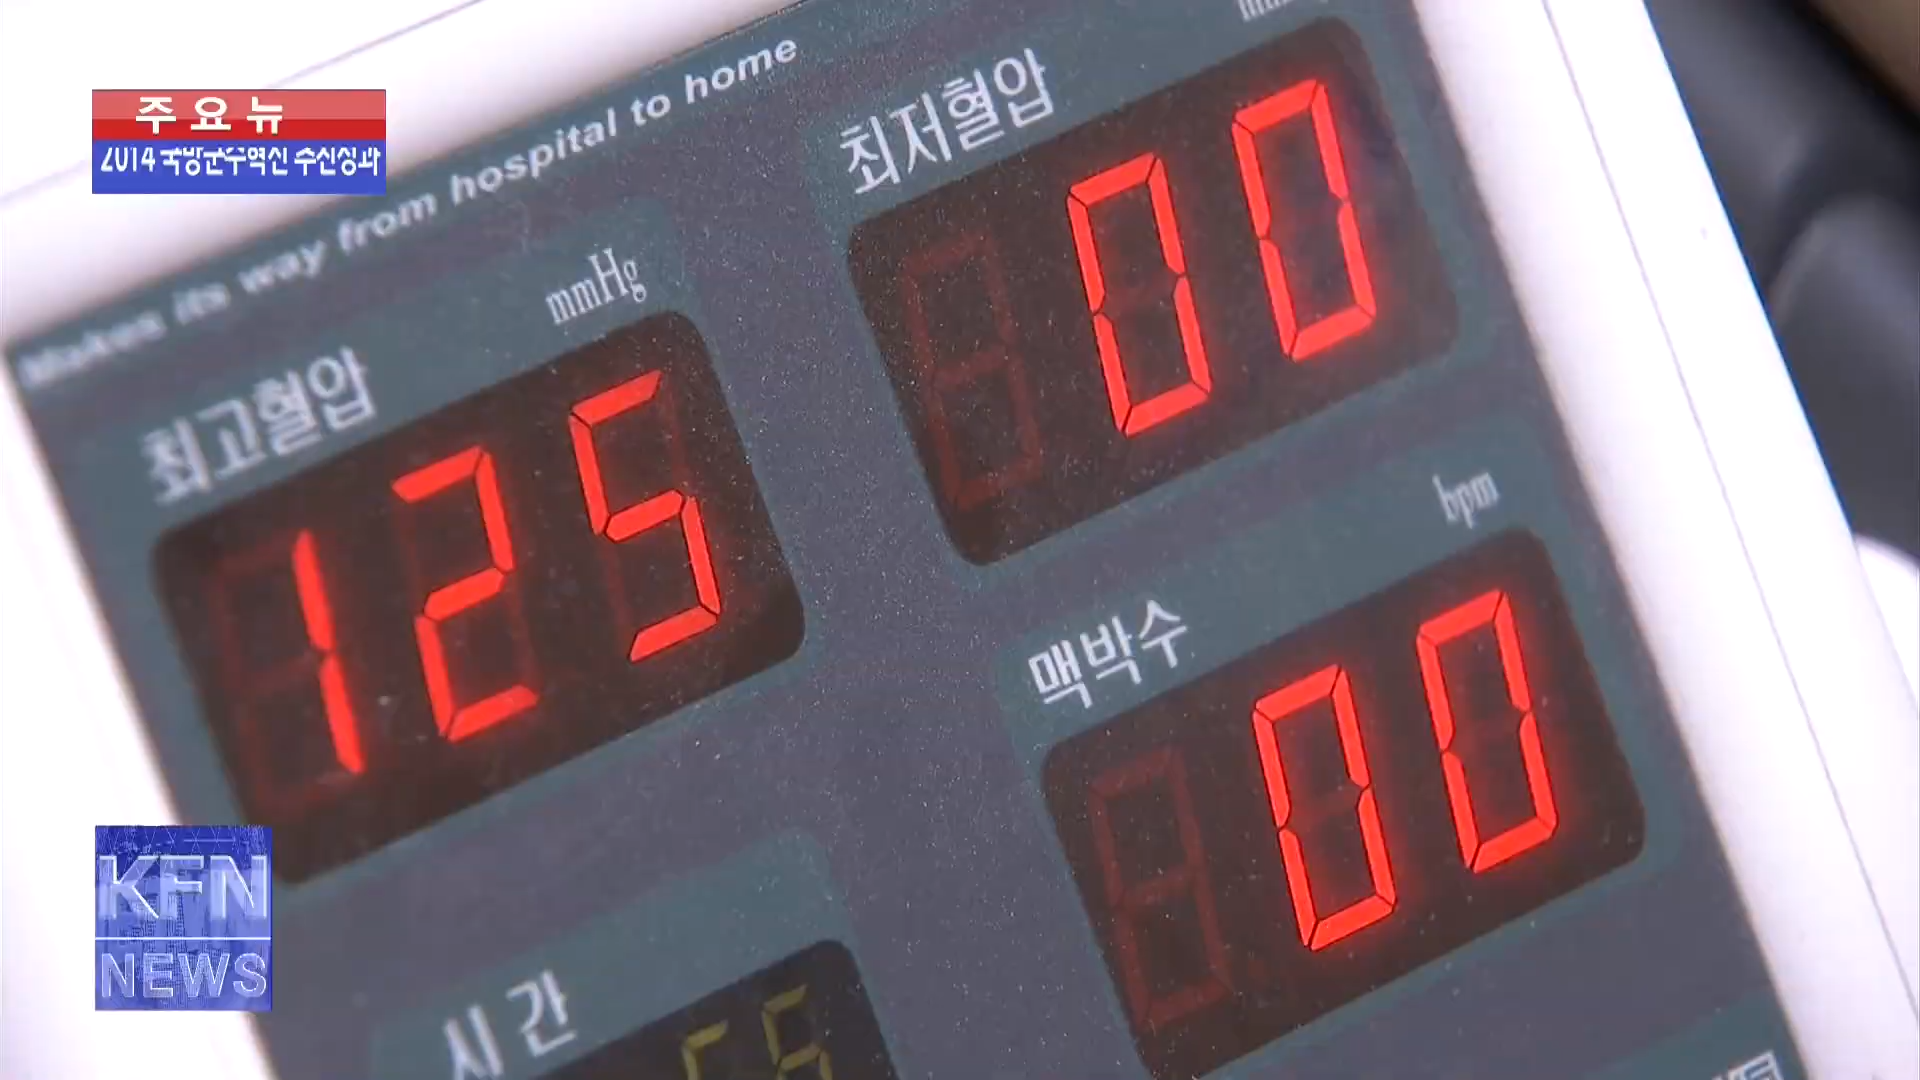 주요뉴
2014 국방군수혁신 추진성과
Makes its way from hospital to home
최고혈압
mmHg
125
최저혈압
00
맥박수
bpm
00
시 간
KFN
NEWS